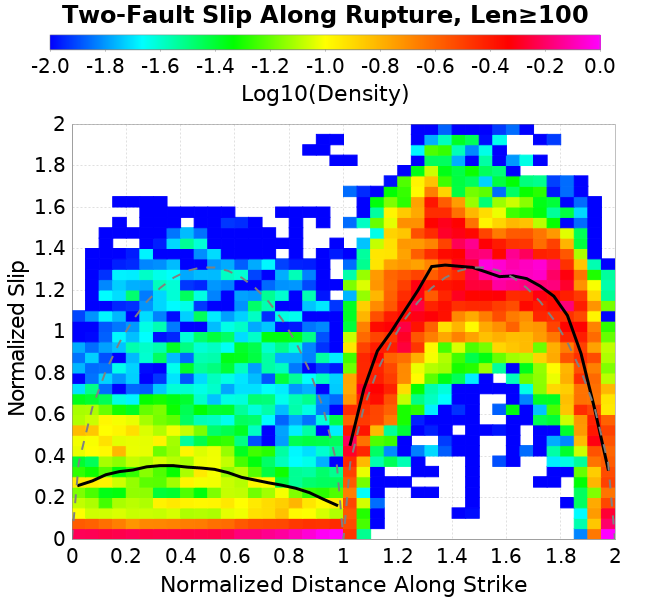 Two-Fault Slip Along Rupture, Len≥100
-2.0 -1.8 -1.6 -1.4 -1.2 -1.0 -0.8 -0.6 -0.4 -0.2 0.0
Log10(Density)
2
1.8
1.6
1.4
1.2
1
0.8
0.6
0.4
0.2
0
Normalized Slip
0 0.2 0.4 0.6 0.8 1 1.2 1.4 1.6 1.8 2
Normalized Distance Along Strike